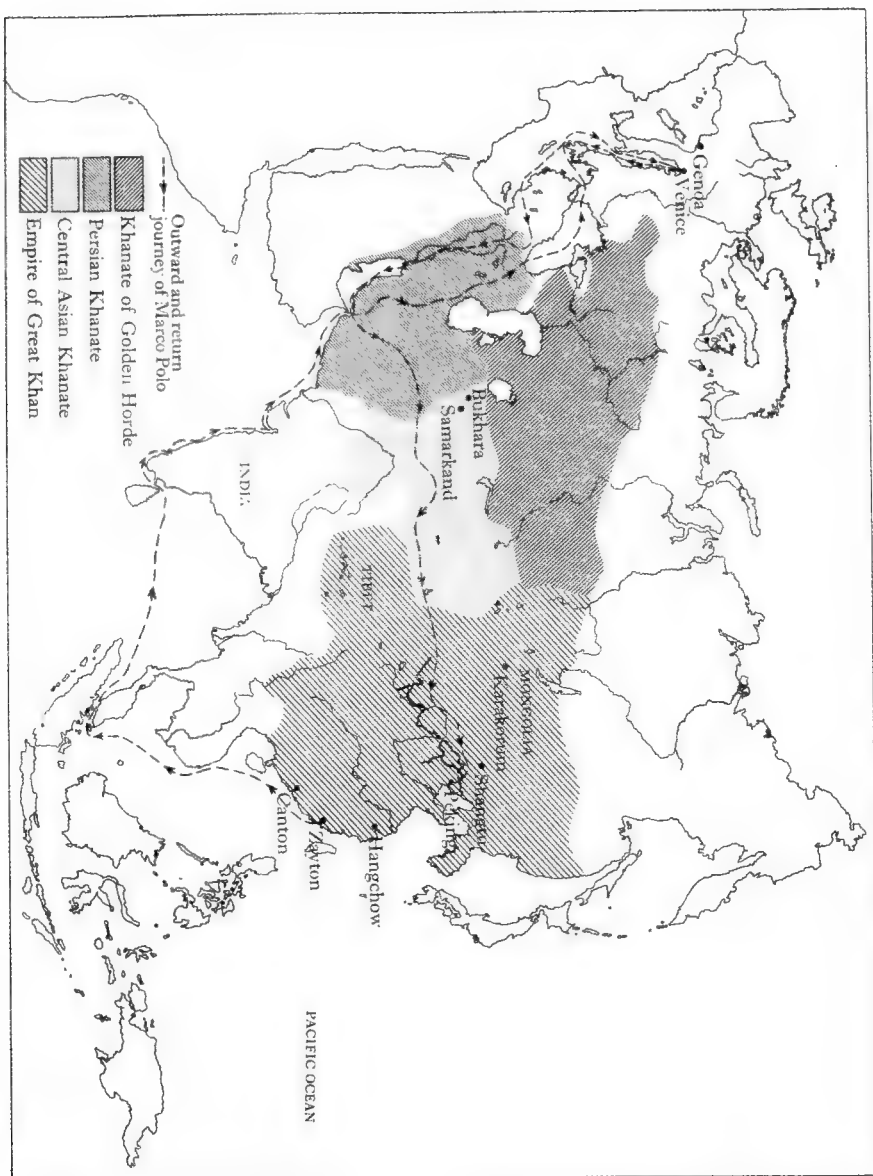 Genoa
Venice
Bukhara
Samarkand
MONGOLIA
Karakorum
Shangtu
Peking
TIBET
INDIA
Hangchow
Zayton
Canton
PACIFIC OCEAN
Outward and return
journey of Marco Polo
Khanate of Golden Horde
Persian Khanate
Central Asian Khanate
Empire of Great Khan